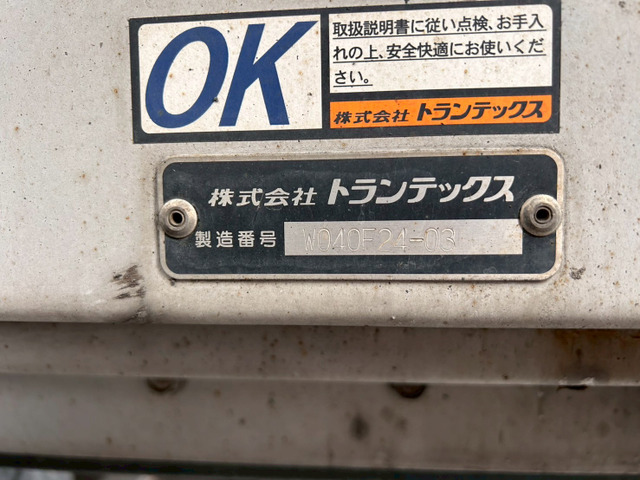 OK
取扱説明書に従い点検、お手入
れの上、安全快適にお使いくだ
さい。
株式会社 トランテックス
株式会社 トランテックス
製造番号 W040F24-03